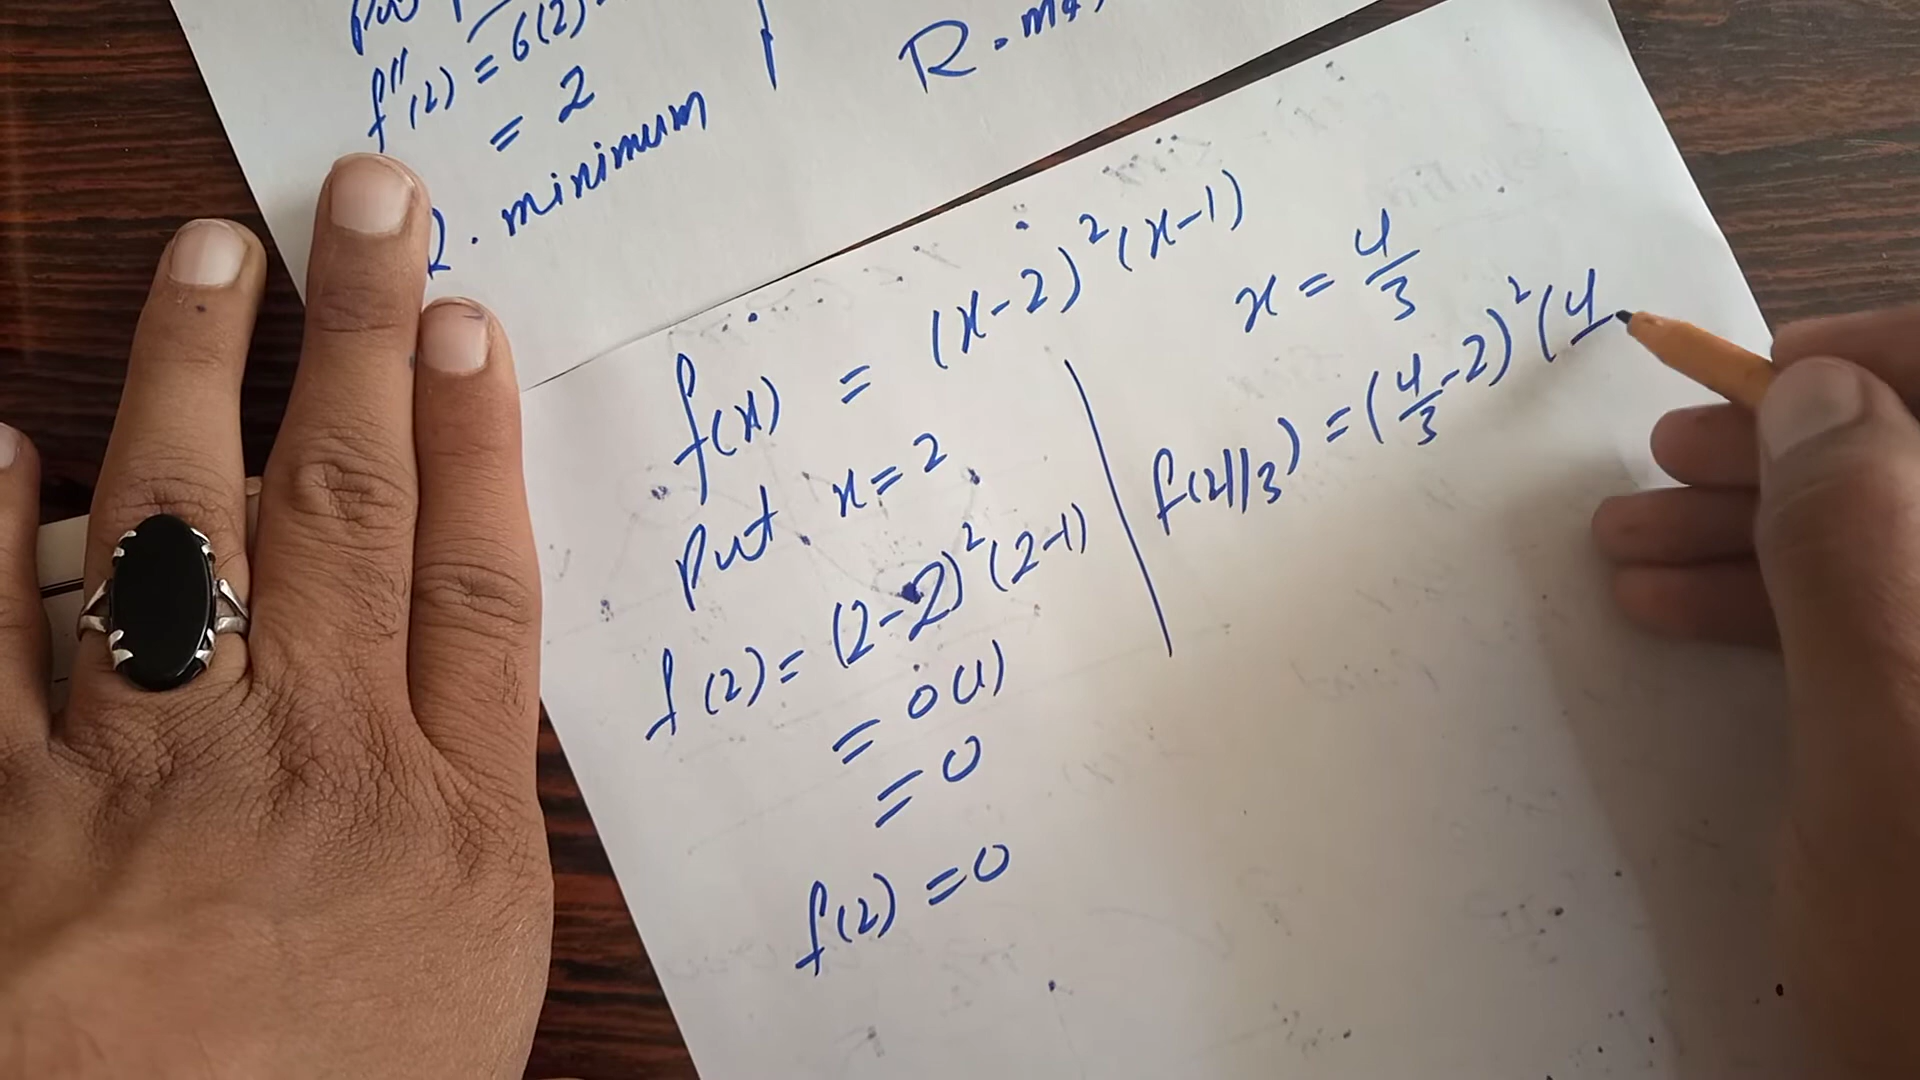 f''(2) = 6(2)
= 2
R. minimum
R. ma
f(x) = (x-2)²(x-1)
put x = 2
f(2) = (2-2)²(2-1)
= 0(1)
= 0
f(2) = 0
x = 4/3
f(4/3) = (4/3-2)²(4